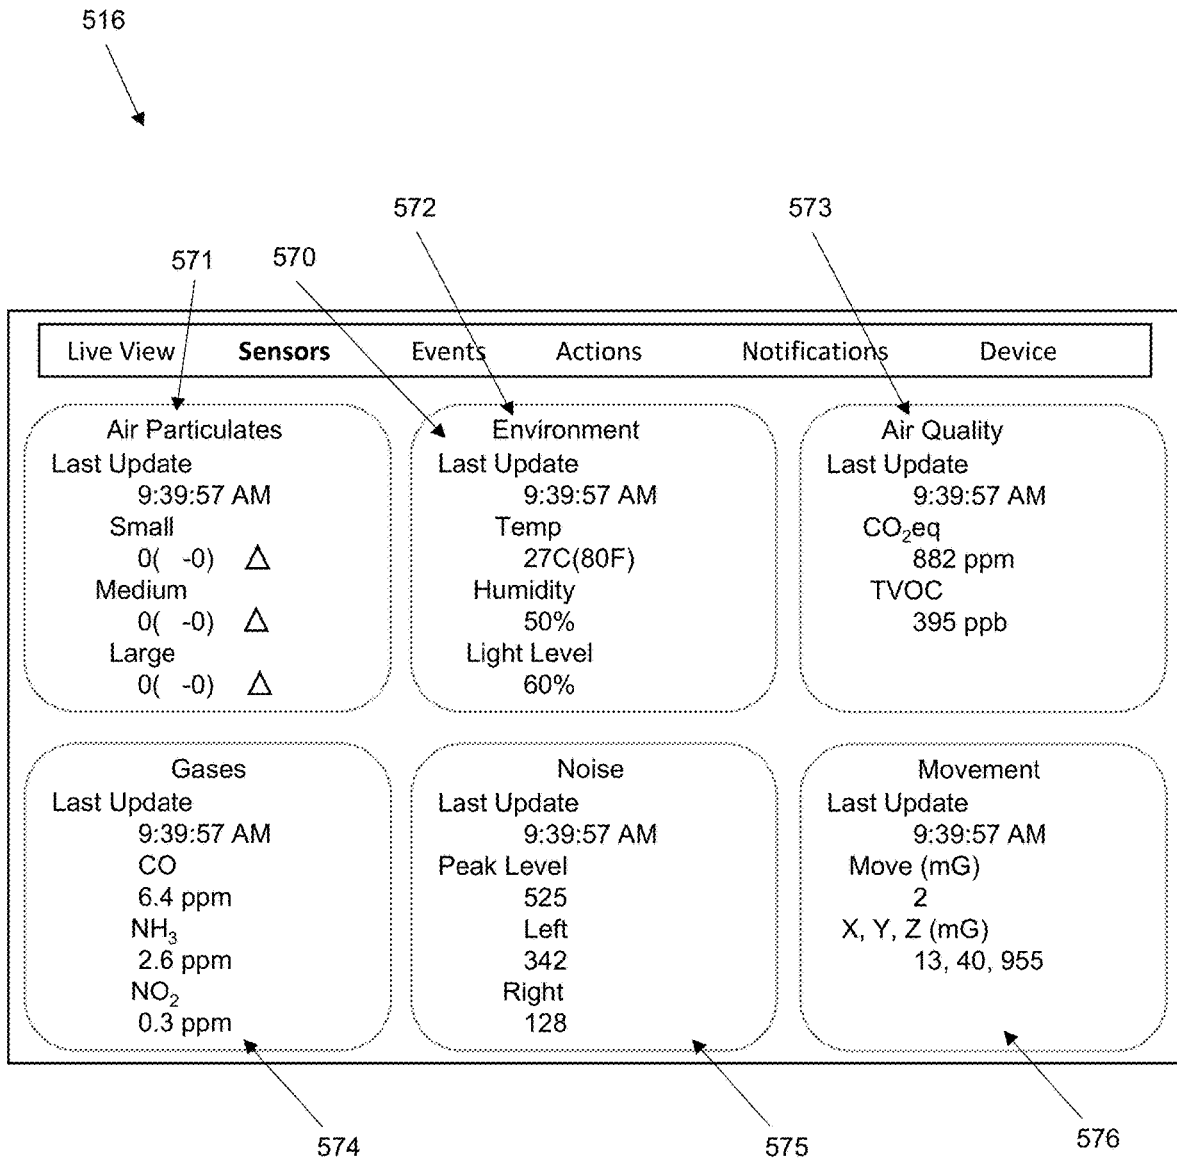 516
572
573
571
570
Live View Sensors Events Actions Notifications Device
Air Particulates
Last Update
9:39:57 AM
Small
0( -0) Δ
Medium
0( -0) Δ
Large
0( -0) Δ
Environment
Last Update
9:39:57 AM
Temp
27C(80F)
Humidity
50%
Light Level
60%
Air Quality
Last Update
9:39:57 AM
CO₂eq
882 ppm
TVOC
395 ppb
Gases
Last Update
9:39:57 AM
CO
6.4 ppm
NH₃
2.6 ppm
NO₂
0.3 ppm
Noise
Last Update
9:39:57 AM
Peak Level
525
Left
342
Right
128
Movement
Last Update
9:39:57 AM
Move (mG)
2
X, Y, Z (mG)
13, 40, 955
574
575
576